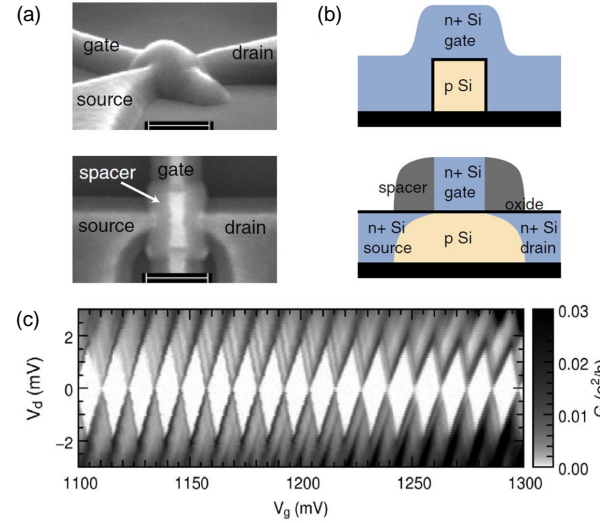 (a)
gate
drain
source
gate
spacer
source
drain
(b)
n+ Si
gate
p Si
spacer
n+ Si
gate
oxide
n+ Si
source
p Si
n+ Si
drain
(c)
V_d (mV)
2
0
−2
1100
1150
1200
1250
1300
V_g (mV)
0.03
0.02
0.01
0.00
G (e²/h)